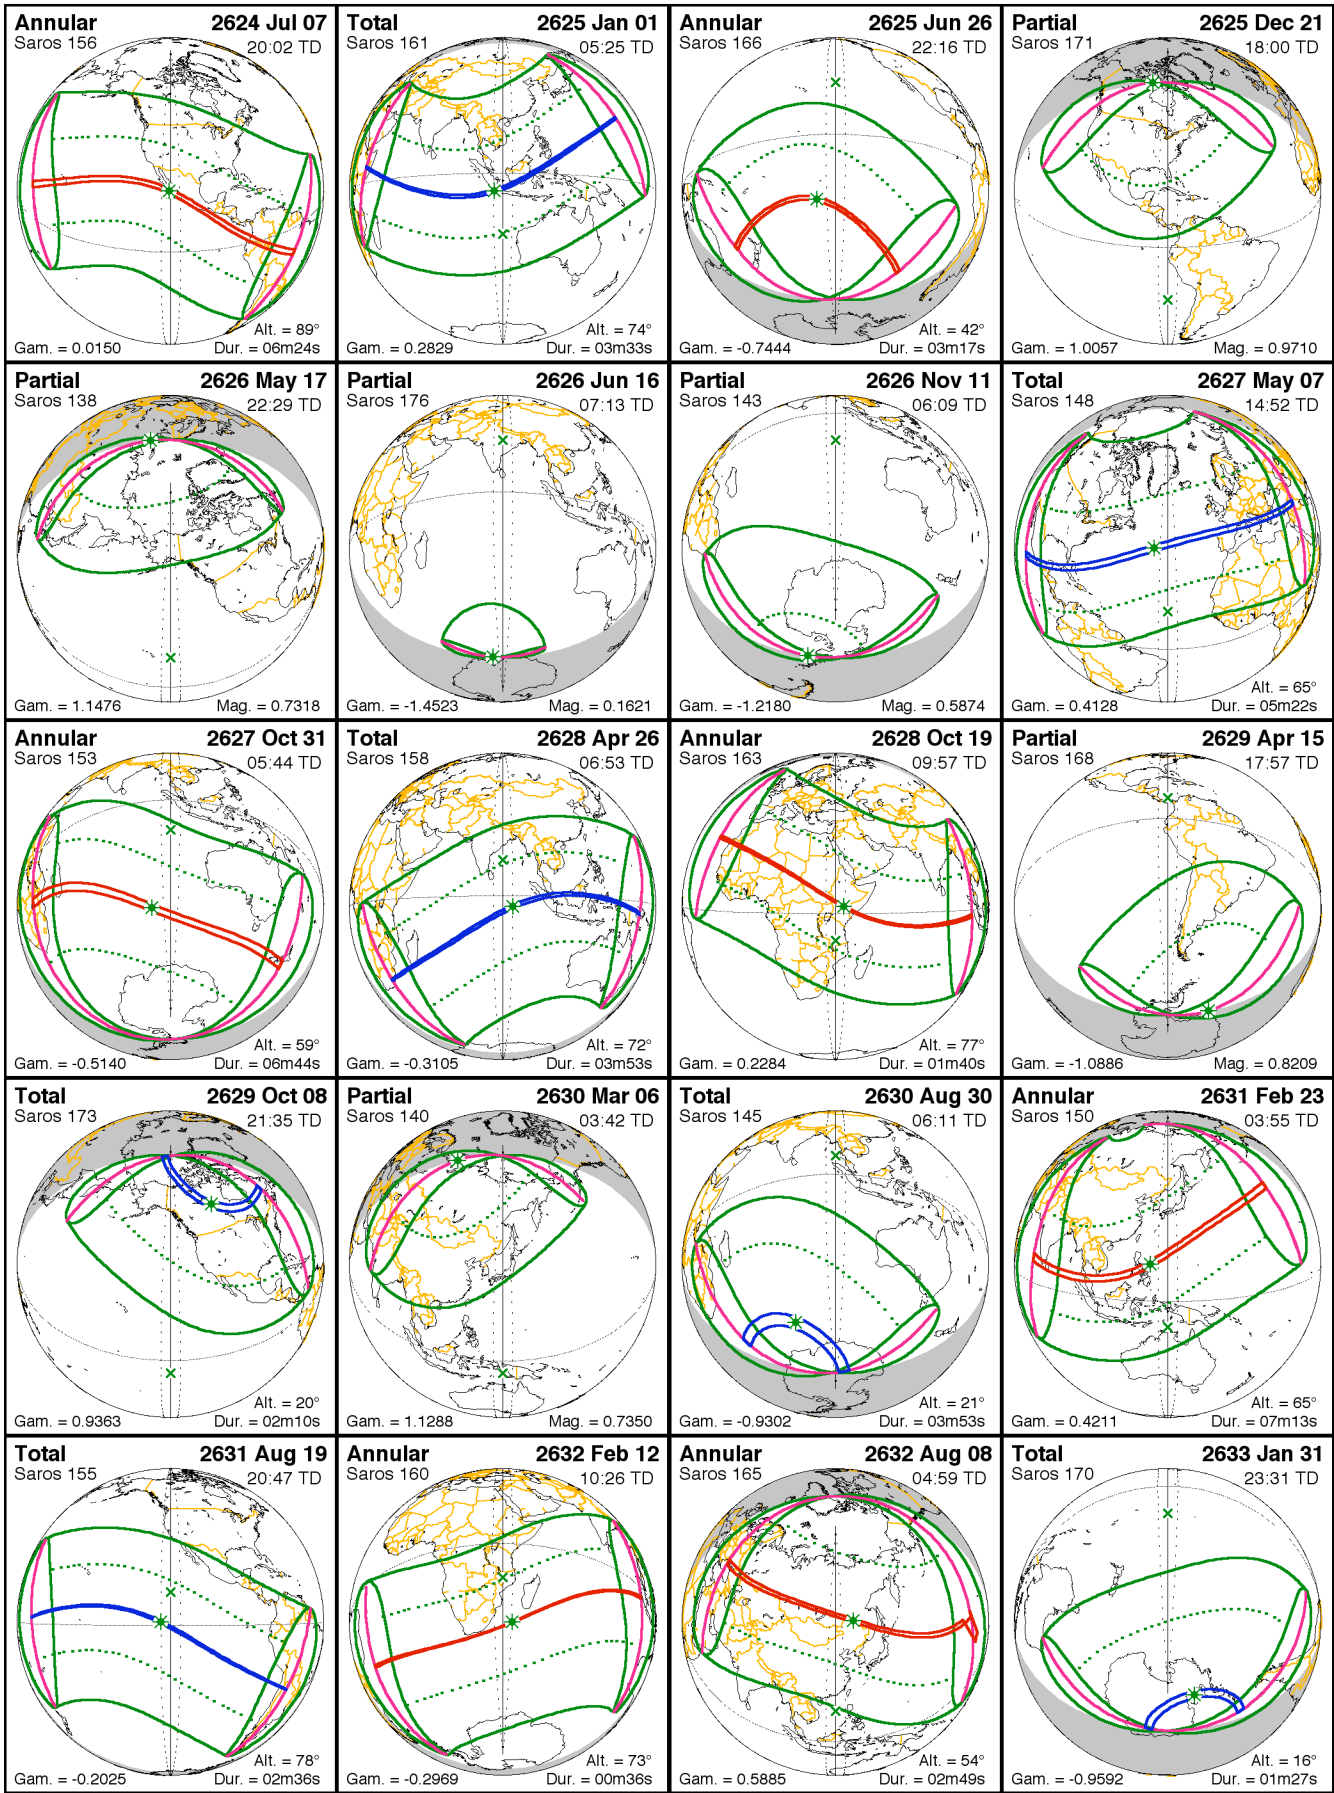 Annular 2624 Jul 07
Saros 156 20:02 TD
Alt. = 89°
Gam. = 0.0150 Dur. = 06m24s
Total 2625 Jan 01
Saros 161 05:25 TD
Alt. = 74°
Gam. = 0.2829 Dur. = 03m33s
Annular 2625 Jun 26
Saros 166 22:16 TD
Alt. = 42°
Gam. = -0.7444 Dur. = 03m17s
Partial 2625 Dec 21
Saros 171 18:00 TD
Gam. = 1.0057 Mag. = 0.9710
Partial 2626 May 17
Saros 138 22:29 TD
Gam. = 1.1476 Mag. = 0.7318
Partial 2626 Jun 16
Saros 176 07:13 TD
Gam. = -1.4523 Mag. = 0.1621
Partial 2626 Nov 11
Saros 143 06:09 TD
Gam. = -1.2180 Mag. = 0.5874
Total 2627 May 07
Saros 148 14:52 TD
Alt. = 65°
Gam. = 0.4128 Dur. = 05m22s
Annular 2627 Oct 31
Saros 153 05:44 TD
Alt. = 59°
Gam. = -0.5140 Dur. = 06m44s
Total 2628 Apr 26
Saros 158 06:53 TD
Alt. = 72°
Gam. = -0.3105 Dur. = 03m53s
Annular 2628 Oct 19
Saros 163 09:57 TD
Alt. = 77°
Gam. = 0.2284 Dur. = 01m40s
Partial 2629 Apr 15
Saros 168 17:57 TD
Gam. = -1.0886 Mag. = 0.8209
Total 2629 Oct 08
Saros 173 21:35 TD
Alt. = 20°
Gam. = 0.9363 Dur. = 02m10s
Partial 2630 Mar 06
Saros 140 03:42 TD
Gam. = 1.1288 Mag. = 0.7350
Total 2630 Aug 30
Saros 145 06:11 TD
Alt. = 21°
Gam. = -0.9302 Dur. = 03m53s
Annular 2631 Feb 23
Saros 150 03:55 TD
Alt. = 65°
Gam. = 0.4211 Dur. = 07m13s
Total 2631 Aug 19
Saros 155 20:47 TD
Alt. = 78°
Gam. = -0.2025 Dur. = 02m36s
Annular 2632 Feb 12
Saros 160 10:26 TD
Alt. = 73°
Gam. = -0.2969 Dur. = 00m36s
Annular 2632 Aug 08
Saros 165 04:59 TD
Alt. = 54°
Gam. = 0.5885 Dur. = 02m49s
Total 2633 Jan 31
Saros 170 23:31 TD
Alt. = 16°
Gam. = -0.9592 Dur. = 01m27s